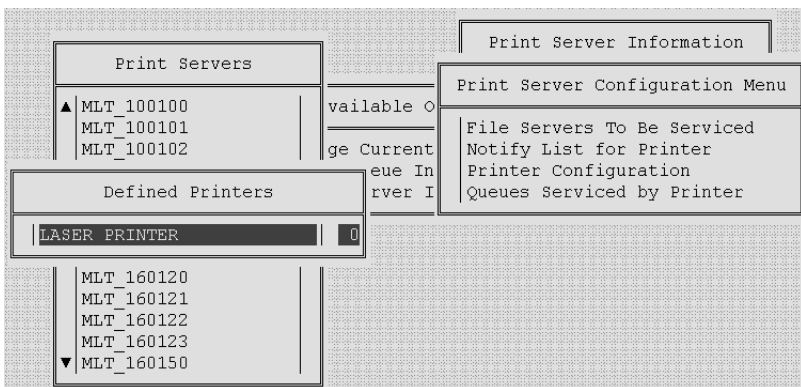 Print Server Information
Print Servers
Print Server Configuration Menu
▲ MLT_100100
MLT_100101
MLT_100102
vailable O
ge Current
eue In
rver I
File Servers To Be Serviced
Notify List for Printer
Printer Configuration
Queues Serviced by Printer
Defined Printers
LASER PRINTER 0
MLT_160120
MLT_160121
MLT_160122
MLT_160123
▼ MLT_160150